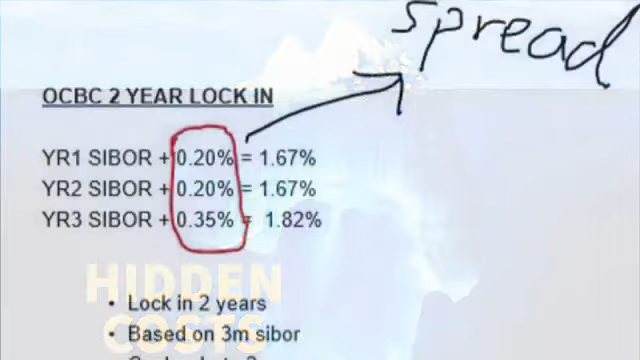 spread
OCBC 2 YEAR LOCK IN
YR1 SIBOR + 0.20% = 1.67%
YR2 SIBOR + 0.20% = 1.67%
YR3 SIBOR + 0.35% = 1.82%
HIDDEN
• Lock in 2 years
COSTS
• Based on 3m sibor